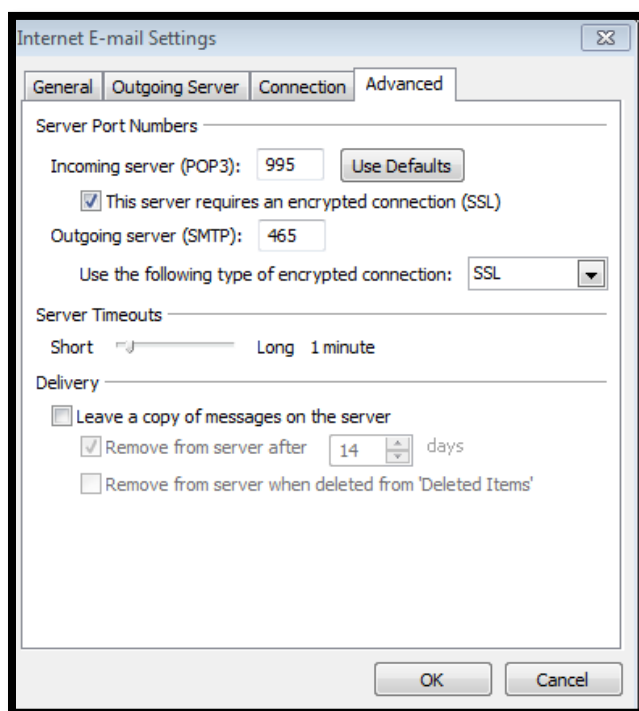 Internet E-mail Settings
General Outgoing Server Connection Advanced
Server Port Numbers
Incoming server (POP3): 995 Use Defaults
This server requires an encrypted connection (SSL)
Outgoing server (SMTP): 465
Use the following type of encrypted connection: SSL
Server Timeouts
Short Long 1 minute
Delivery
Leave a copy of messages on the server
Remove from server after 14 days
Remove from server when deleted from 'Deleted Items'
OK Cancel